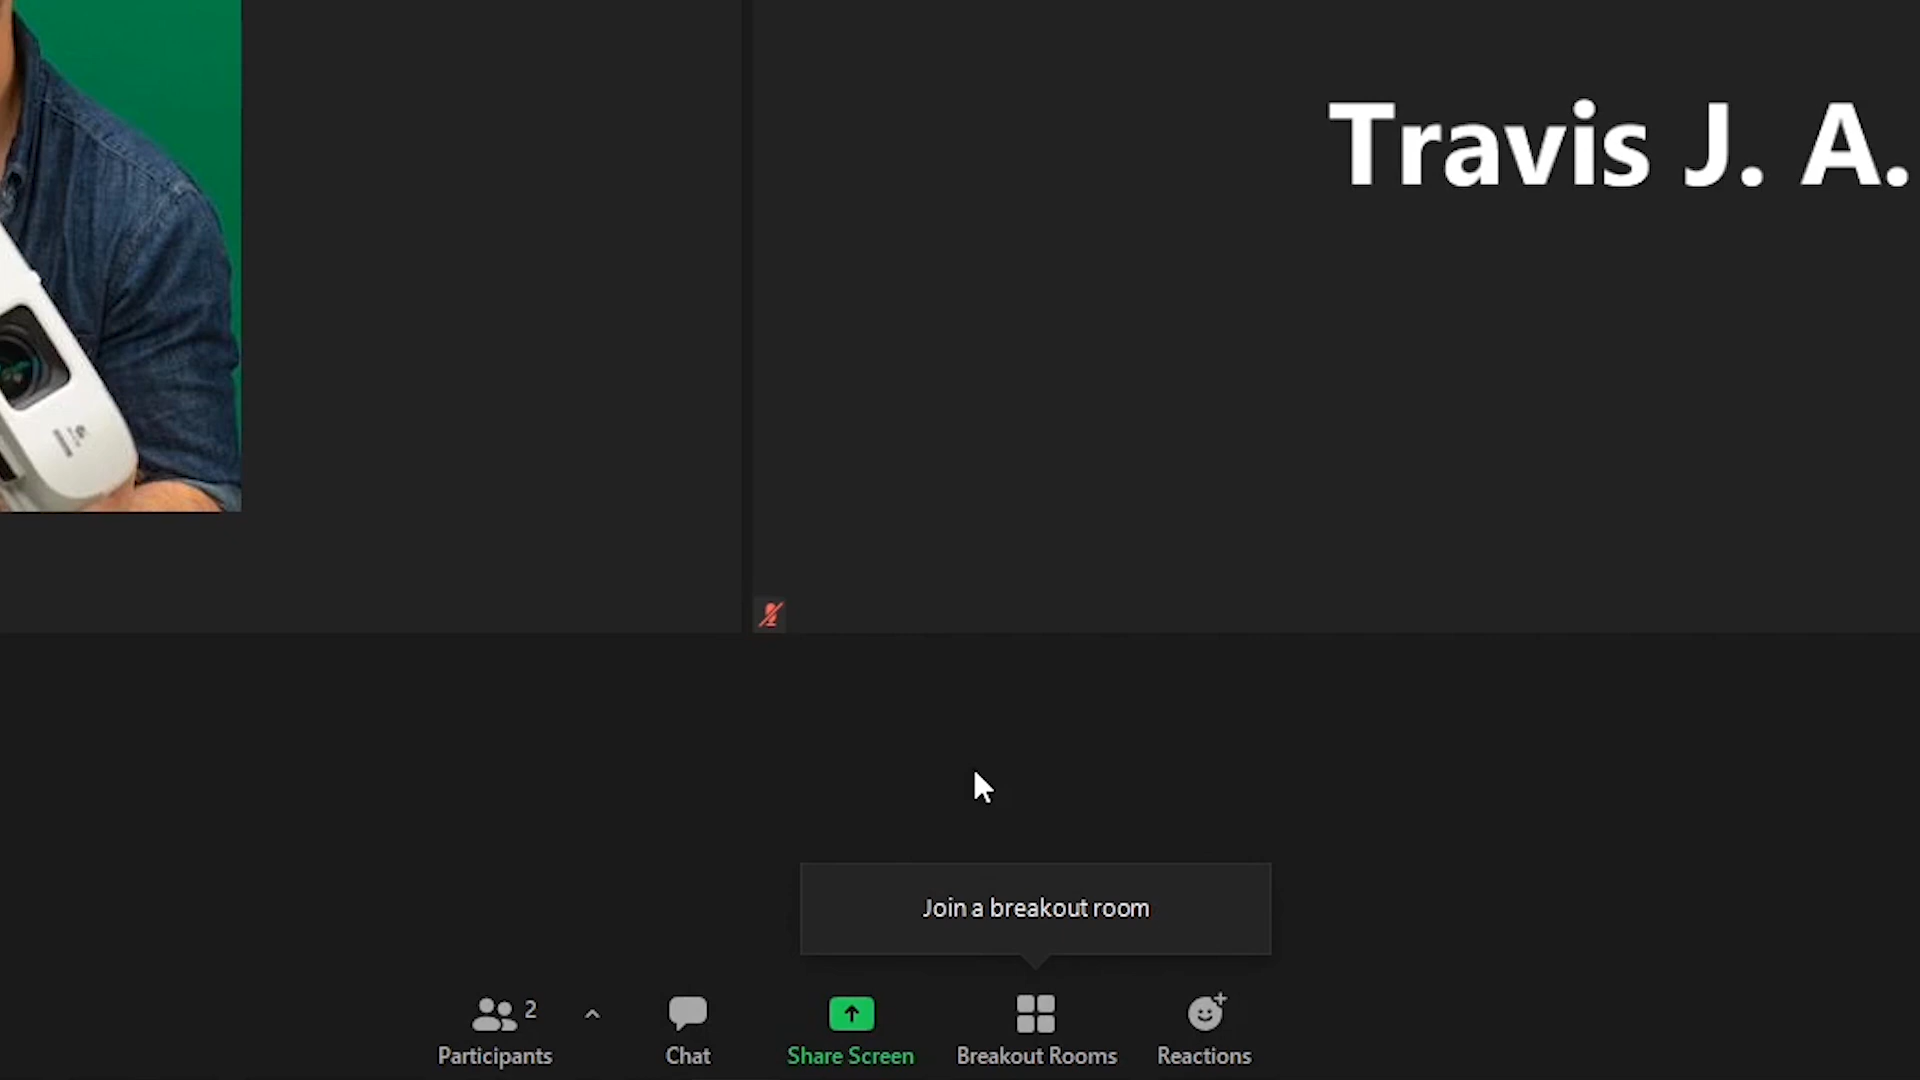 Travis J. A.
Join a breakout room
2
Participants
Chat
Share Screen
Breakout Rooms
Reactions